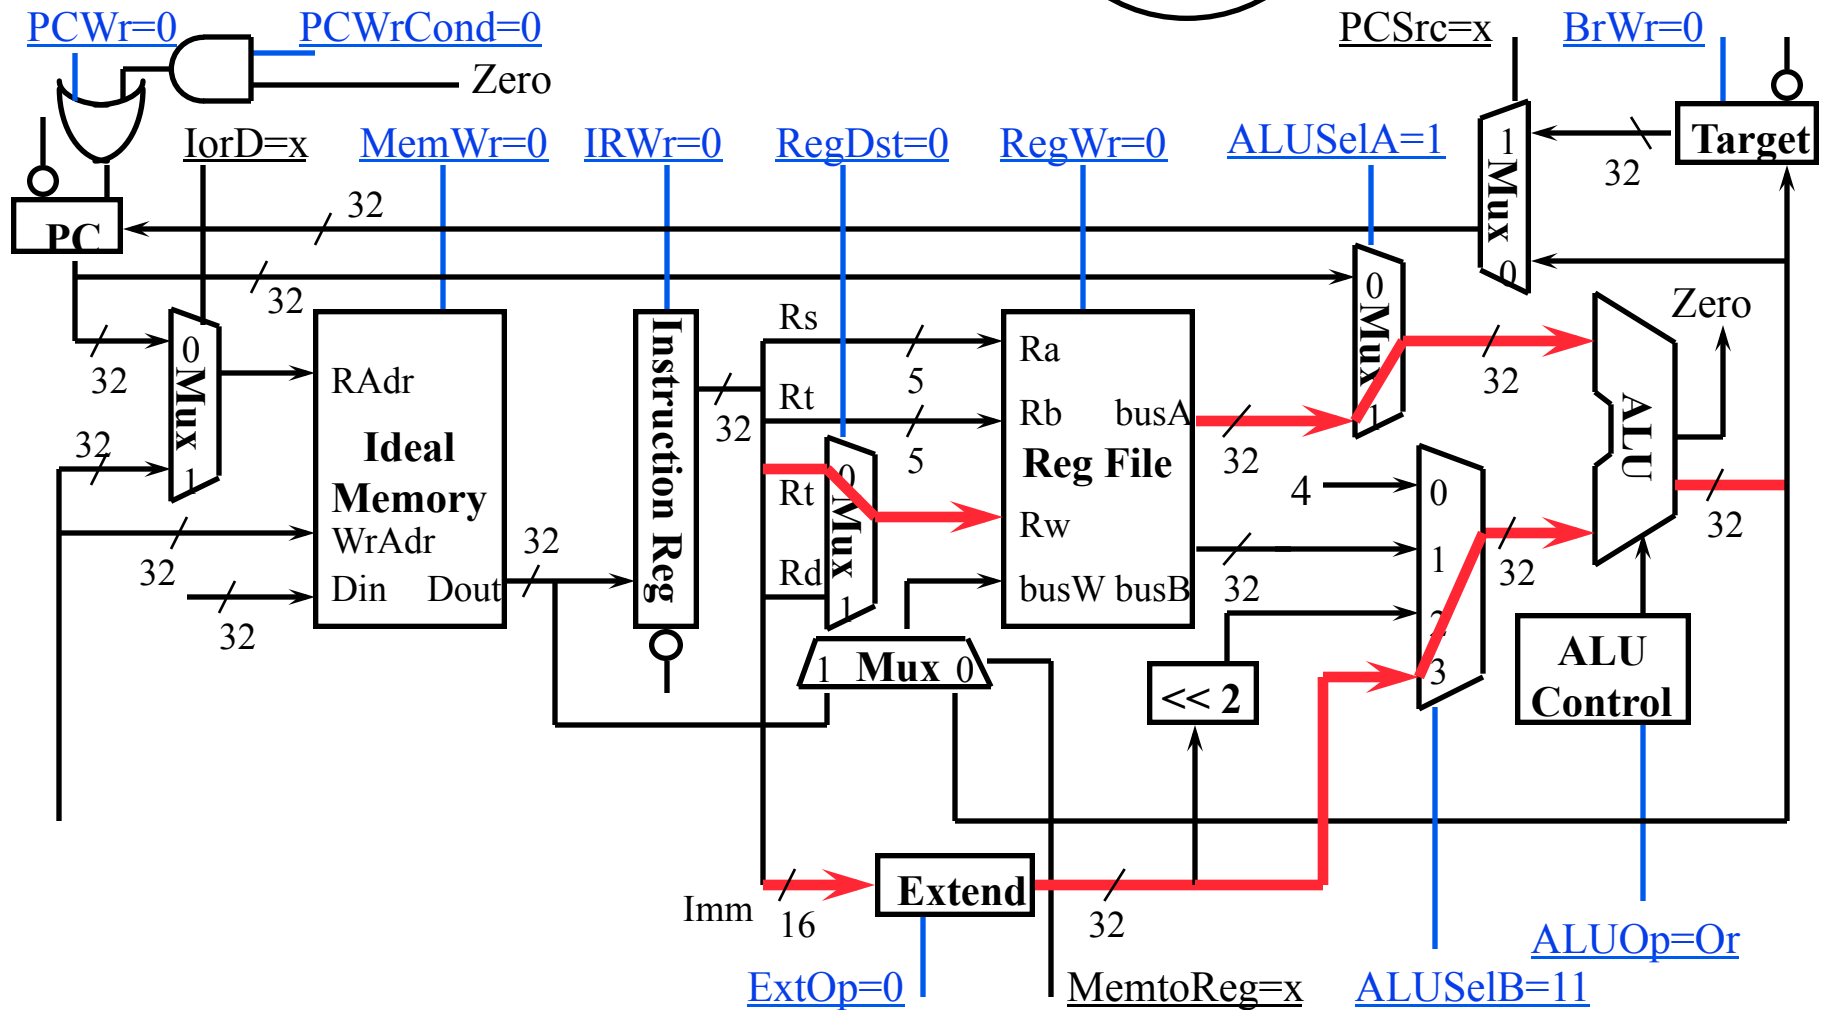 PCWr=0 PCWrCond=0 PCSrc=x BrWr=0
Zero
IorD=x MemWr=0 IRWr=0 RegDst=0 RegWr=0 ALUSelA=1
1 Mux 0
Target
32
PC
32
32
0 Mux 1
32
32
32
32
RAdr
Ideal
Memory
WrAdr
Din Dout
32
Instruction Reg
32
Rs
5
Rt
5
Rt
Rd
0 Mux 1
Ra
Rb busA
Reg File
Rw
busW busB
32
32
0 Mux 1
32
4
0
1
2
3
32
ALU
Zero
32
1 Mux 0
<< 2
ALU
Control
Imm
16
Extend
32
ExtOp=0 MemtoReg=x ALUSelB=11
ALUOp=Or